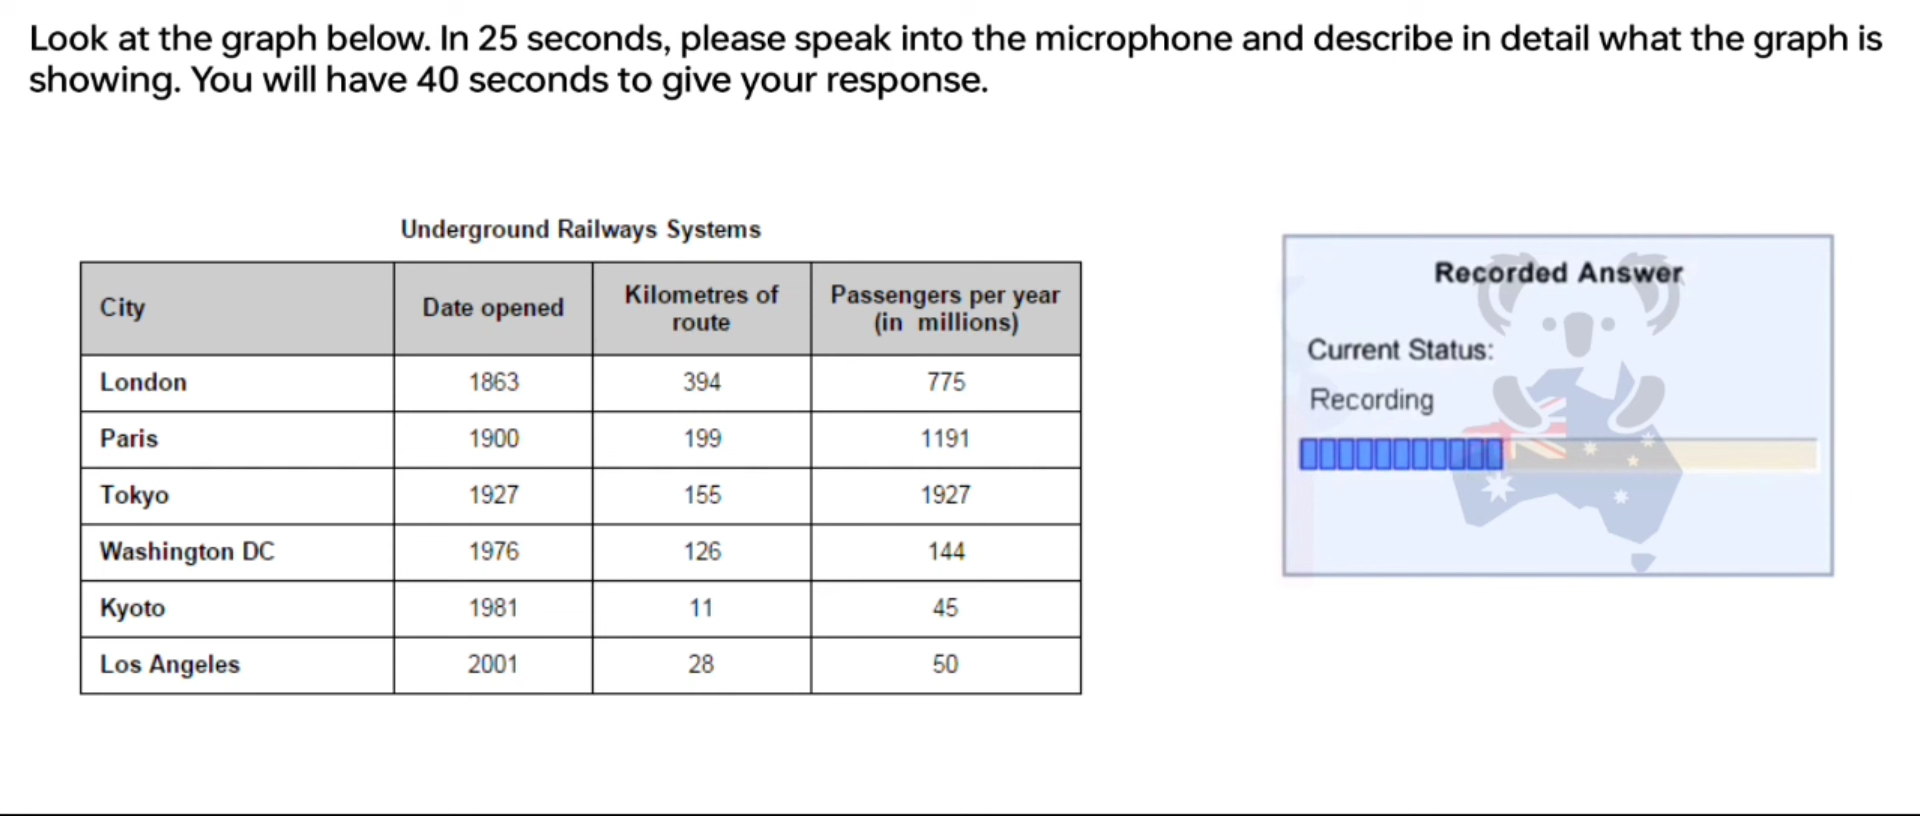 Look at the graph below. In 25 seconds, please speak into the microphone and describe in detail what the graph is
showing. You will have 40 seconds to give your response.
Underground Railways Systems
City Date opened Kilometres of route Passengers per year (in millions)
London 1863 394 775
Paris 1900 199 1191
Tokyo 1927 155 1927
Washington DC 1976 126 144
Kyoto 1981 11 45
Los Angeles 2001 28 50
Recorded Answer
Current Status:
Recording